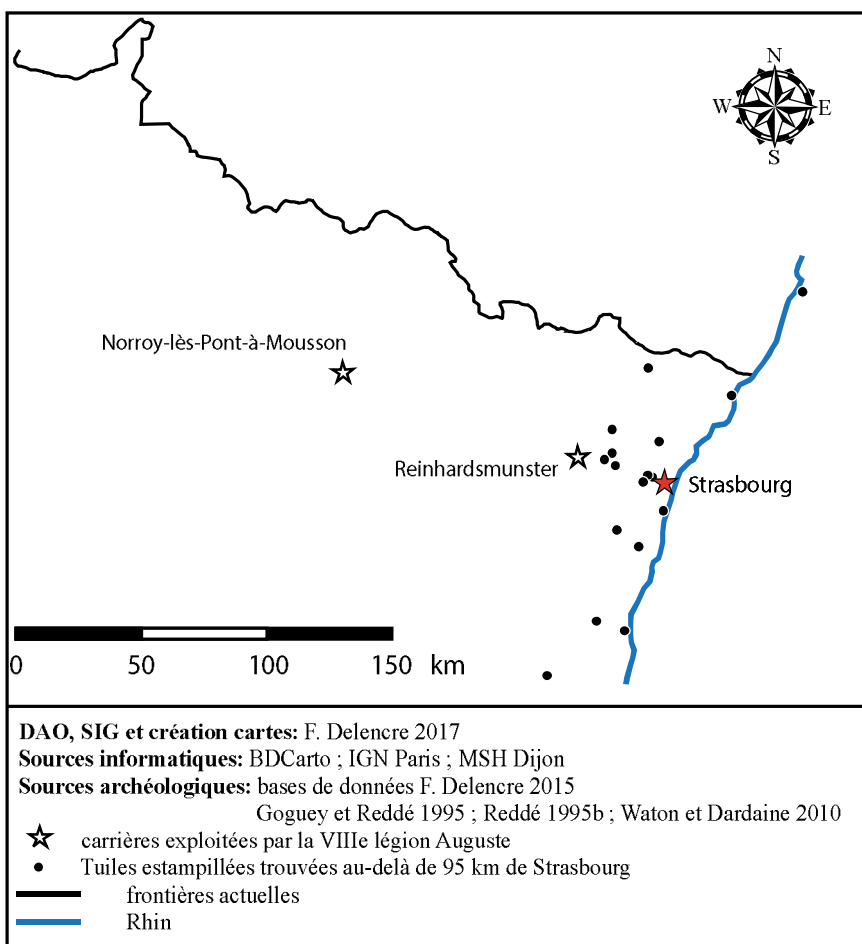 N
W E
S
Norroy-lès-Pont-à-Mousson
Reinhardsmunster
Strasbourg
0 50 100 150 km
DAO, SIG et création cartes: F. Delencre 2017
Sources informatiques: BDCarto ; IGN Paris ; MSH Dijon
Sources archéologiques: bases de données F. Delencre 2015
Goguey et Reddé 1995 ; Reddé 1995b ; Waton et Dardaine 2010
carrières exploitées par la VIIIe légion Auguste
Tuiles estampillées trouvées au-delà de 95 km de Strasbourg
frontières actuelles
Rhin